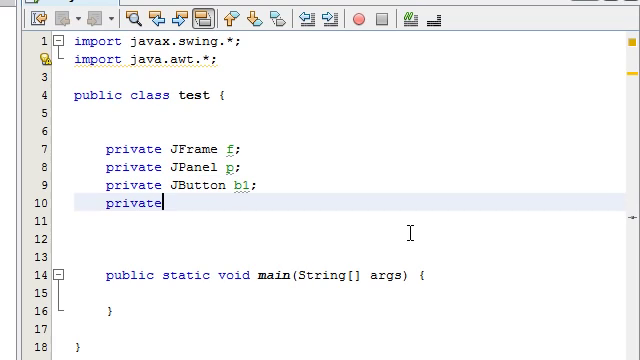 1 import javax.swing.*;
2 import java.awt.*;
3
4 public class test {
5
6
7 private JFrame f;
8 private JPanel p;
9 private JButton b1;
10 private
11
12
13
14 public static void main(String[] args) {
15
16 }
17
18 }